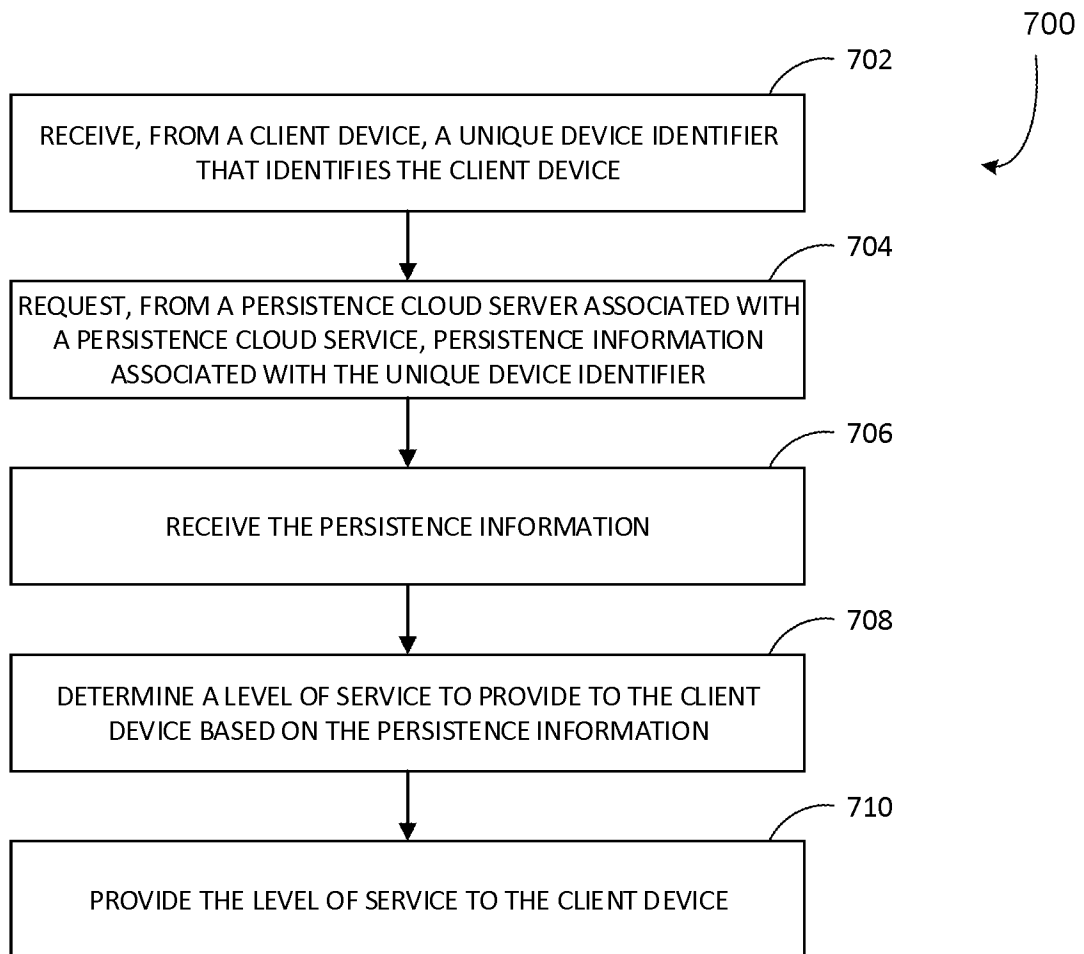 700
702
RECEIVE, FROM A CLIENT DEVICE, A UNIQUE DEVICE IDENTIFIER
THAT IDENTIFIES THE CLIENT DEVICE
704
REQUEST, FROM A PERSISTENCE CLOUD SERVER ASSOCIATED WITH
A PERSISTENCE CLOUD SERVICE, PERSISTENCE INFORMATION
ASSOCIATED WITH THE UNIQUE DEVICE IDENTIFIER
706
RECEIVE THE PERSISTENCE INFORMATION
708
DETERMINE A LEVEL OF SERVICE TO PROVIDE TO THE CLIENT
DEVICE BASED ON THE PERSISTENCE INFORMATION
710
PROVIDE THE LEVEL OF SERVICE TO THE CLIENT DEVICE